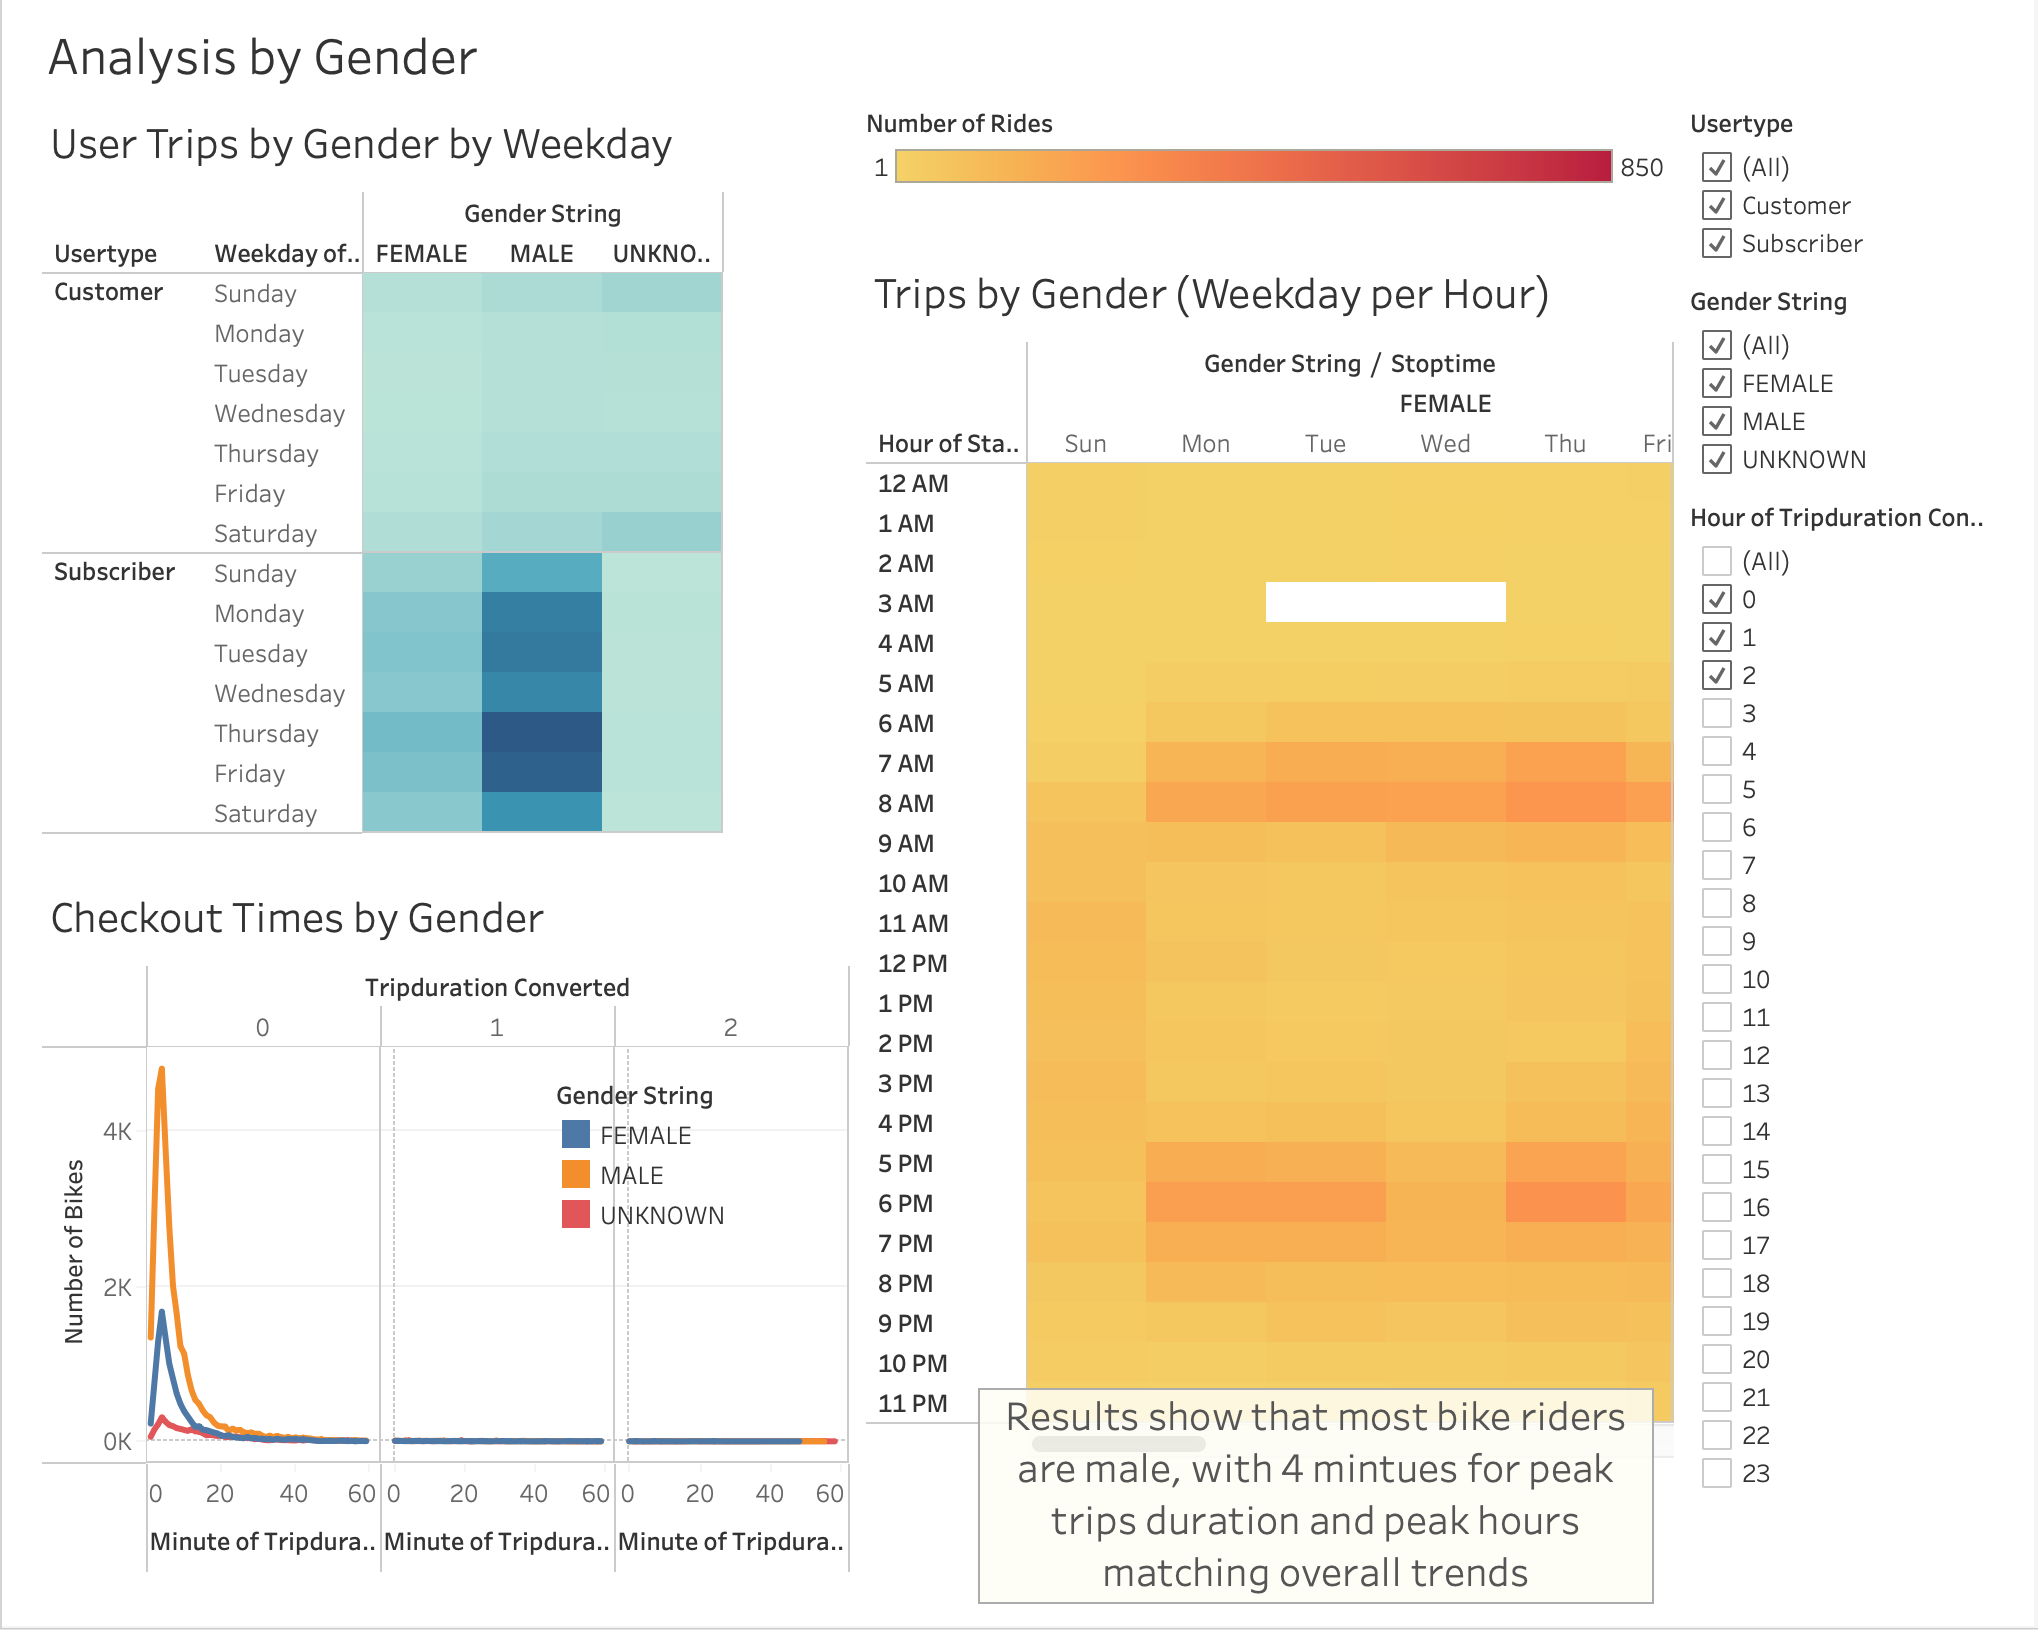 Analysis by Gender
User Trips by Gender by Weekday
Gender String
Usertype Weekday of.. FEMALE MALE UNKNO..
Customer Sunday
Monday
Tuesday
Wednesday
Thursday
Friday
Saturday
Subscriber Sunday
Monday
Tuesday
Wednesday
Thursday
Friday
Saturday
Checkout Times by Gender
Tripduration Converted
0 1 2
Gender String
FEMALE
MALE
UNKNOWN
Number of Bikes
4K
2K
0K
0 20 40 60 0 20 40 60 0 20 40 60
Minute of Tripdura.. Minute of Tripdura.. Minute of Tripdura..
Number of Rides
1 850
Trips by Gender (Weekday per Hour)
Gender String / Stoptime
FEMALE
Hour of Sta.. Sun Mon Tue Wed Thu Fri
12 AM
1 AM
2 AM
3 AM
4 AM
5 AM
6 AM
7 AM
8 AM
9 AM
10 AM
11 AM
12 PM
1 PM
2 PM
3 PM
4 PM
5 PM
6 PM
7 PM
8 PM
9 PM
10 PM
11 PM
Results show that most bike riders
are male, with 4 mintues for peak
trips duration and peak hours
matching overall trends
Usertype
(All)
Customer
Subscriber
Gender String
(All)
FEMALE
MALE
UNKNOWN
Hour of Tripduration Con..
(All)
0
1
2
3
4
5
6
7
8
9
10
11
12
13
14
15
16
17
18
19
20
21
22
23